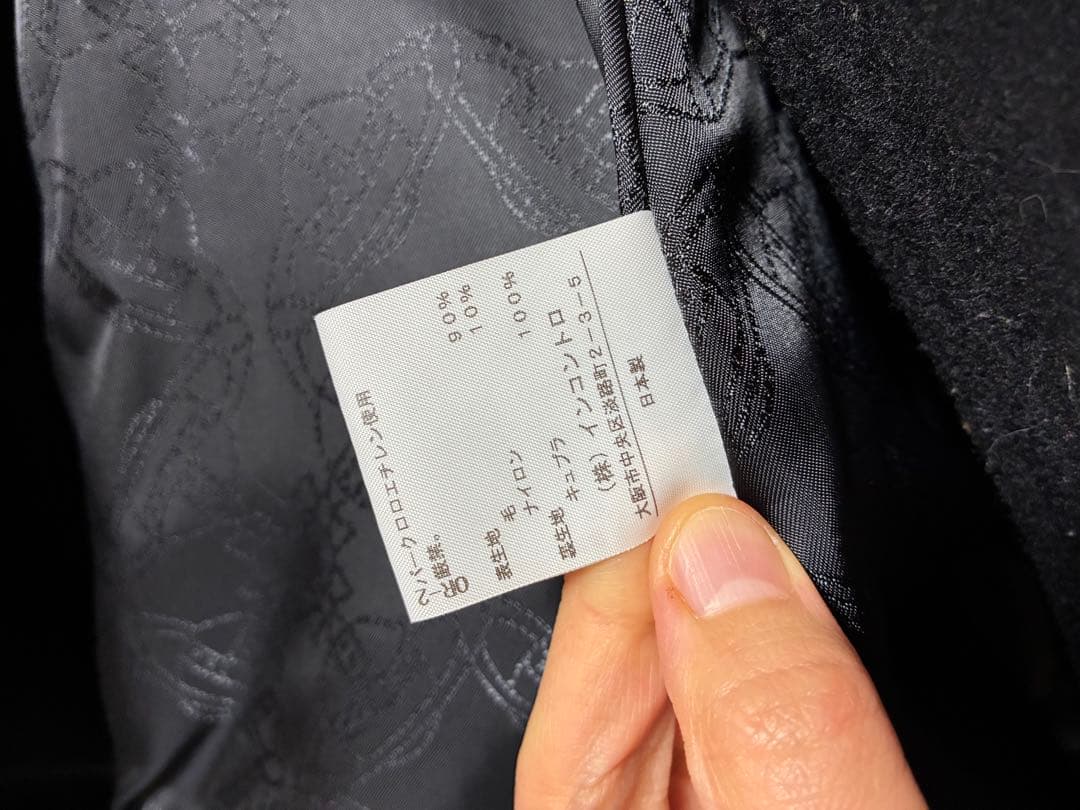 パークロロエチレン使用
厳禁。
表生地 毛 90%
ナイロン 10%
裏生地 キュプラ 100%
(株)インコントロ
大阪市中央区淡路町2-3-5
日本製